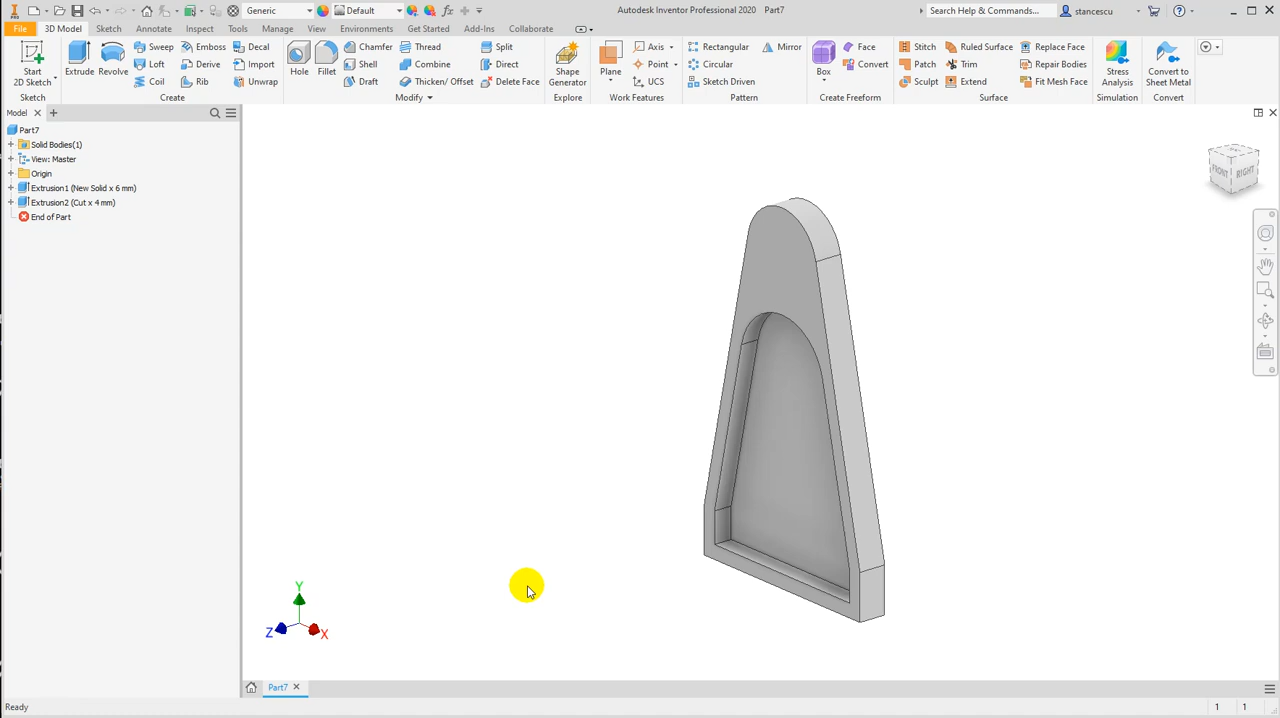 Generic
Default
Autodesk Inventor Professional 2020 Part7
Search Help & Commands...
stancescu
PRO
File
3D Model
Sketch
Annotate
Inspect
Tools
Manage
View
Environments
Get Started
Add-Ins
Collaborate
Start
2D Sketch
Sketch
Extrude
Revolve
Sweep
Loft
Coil
Emboss
Derive
Rib
Decal
Import
Unwrap
Create
Hole
Fillet
Chamfer
Shell
Draft
Thread
Combine
Thicken/ Offset
Split
Direct
Delete Face
Modify
Shape
Generator
Explore
Plane
Axis
Point
UCS
Work Features
Rectangular
Circular
Sketch Driven
Mirror
Pattern
Box
Face
Convert
Create Freeform
Stitch
Patch
Sculpt
Ruled Surface
Trim
Extend
Replace Face
Repair Bodies
Fit Mesh Face
Surface
Stress
Analysis
Simulation
Convert to
Sheet Metal
Convert
Model
Part7
Solid Bodies(1)
View: Master
Origin
Extrusion1 (New Solid x 6 mm)
Extrusion2 (Cut x 4 mm)
End of Part
FRONT
RIGHT
Y
Z
X
Part7
Ready
1 1